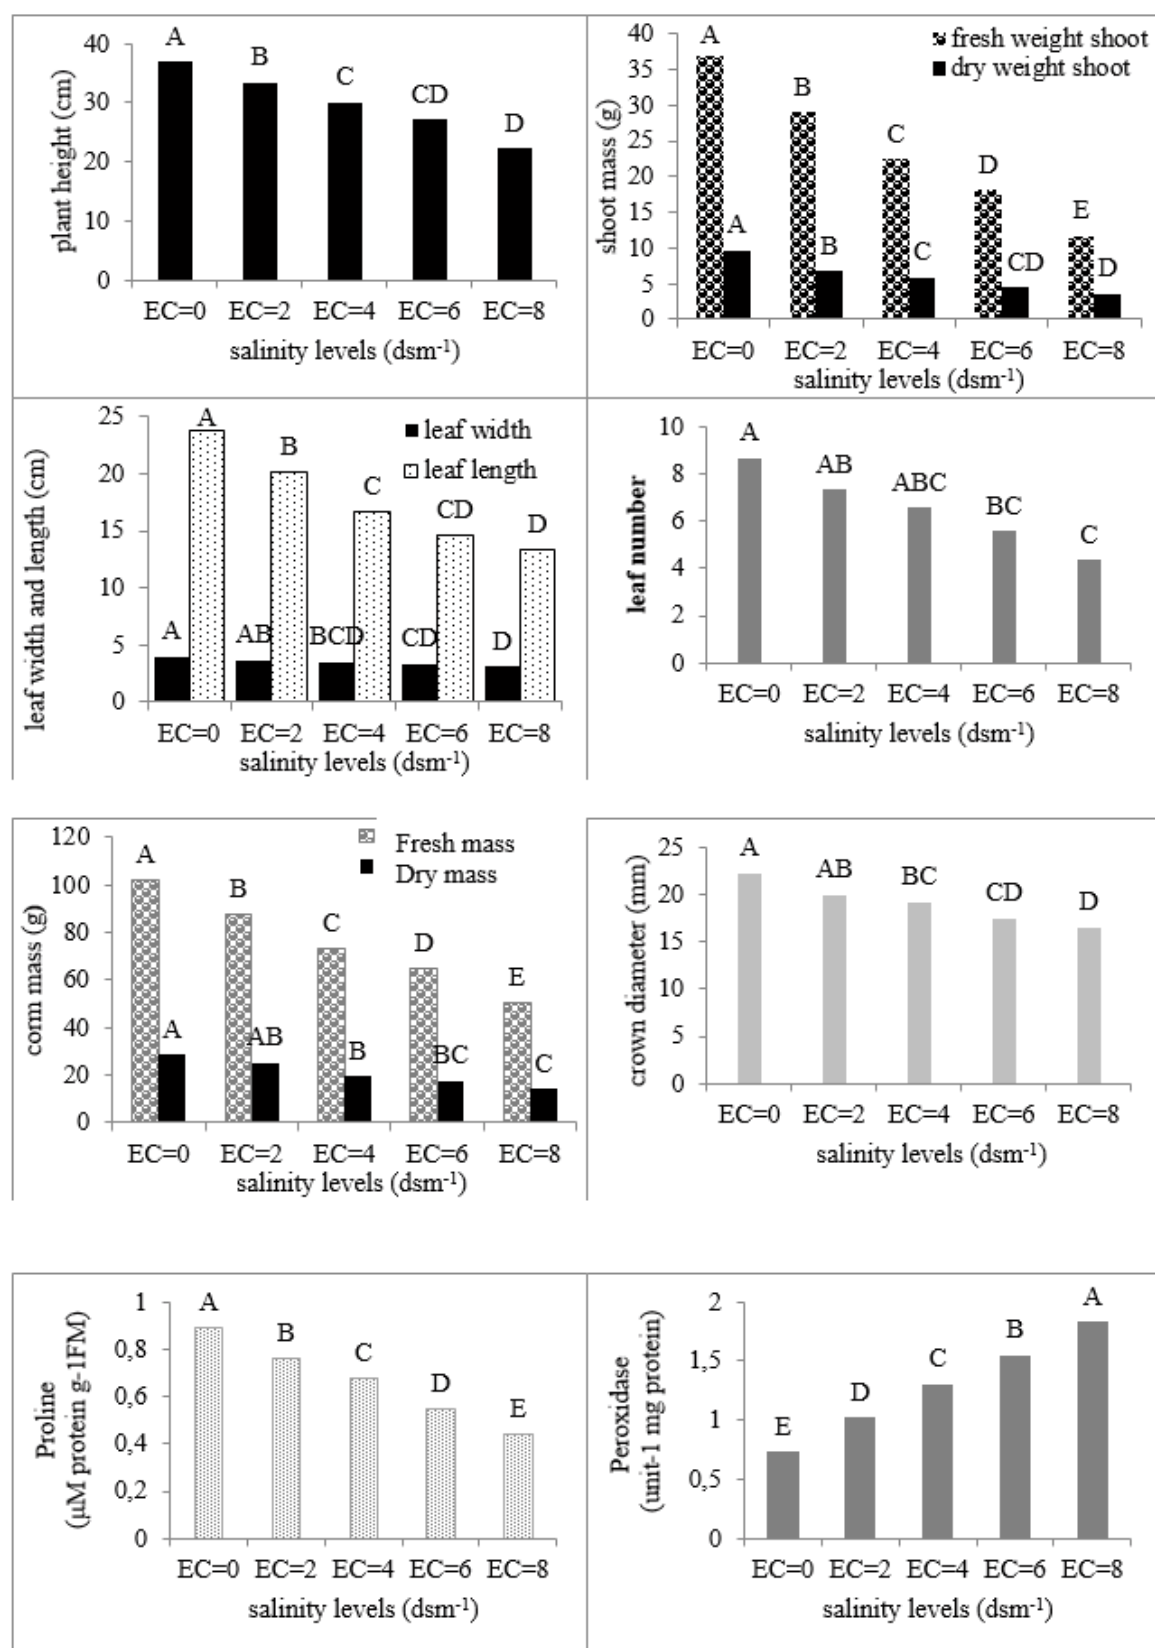 40
30
20
10
0
plant height (cm)
A
B
C
CD
D
EC=0 EC=2 EC=4 EC=6 EC=8
salinity levels (dsm-1)
40
35
30
25
20
15
10
5
0
shoot mass (g)
fresh weight shoot
dry weight shoot
A
A
B
B
C
C
D
CD
E
D
EC=0 EC=2 EC=4 EC=6 EC=8
salinity levels (dsm-1)
25
20
15
10
5
0
leaf width and length (cm)
leaf width
leaf length
A
A
AB
B
BCD
C
CD
CD
D
D
EC=0 EC=2 EC=4 EC=6 EC=8
salinity levels (dsm-1)
10
8
6
4
2
0
leaf number
A
AB
ABC
BC
C
EC=0 EC=2 EC=4 EC=6 EC=8
salinity levels (dsm-1)
120
100
80
60
40
20
0
corm mass (g)
Fresh mass
Dry mass
A
A
B
AB
C
B
D
BC
E
C
EC=0 EC=2 EC=4 EC=6 EC=8
salinity levels (dsm-1)
25
20
15
10
5
0
crown diameter (mm)
A
AB
BC
CD
D
EC=0 EC=2 EC=4 EC=6 EC=8
salinity levels (dsm-1)
1
0,8
0,6
0,4
0,2
0
Proline
(µM protein g-1FM)
A
B
C
D
E
EC=0 EC=2 EC=4 EC=6 EC=8
salinity levels (dsm-1)
2
1,5
1
0,5
0
Peroxidase
(unit-1 mg protein)
E
D
C
B
A
EC=0 EC=2 EC=4 EC=6 EC=8
salinity levels (dsm-1)